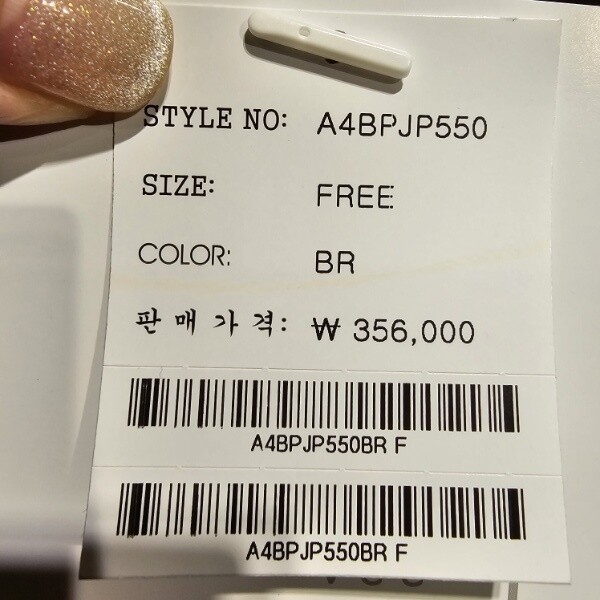 STYLE NO: A4BPJP550
SIZE: FREE
COLOR: BR
판매가격: ₩ 356,000
A4BPJP550BR F
A4BPJP550BR F